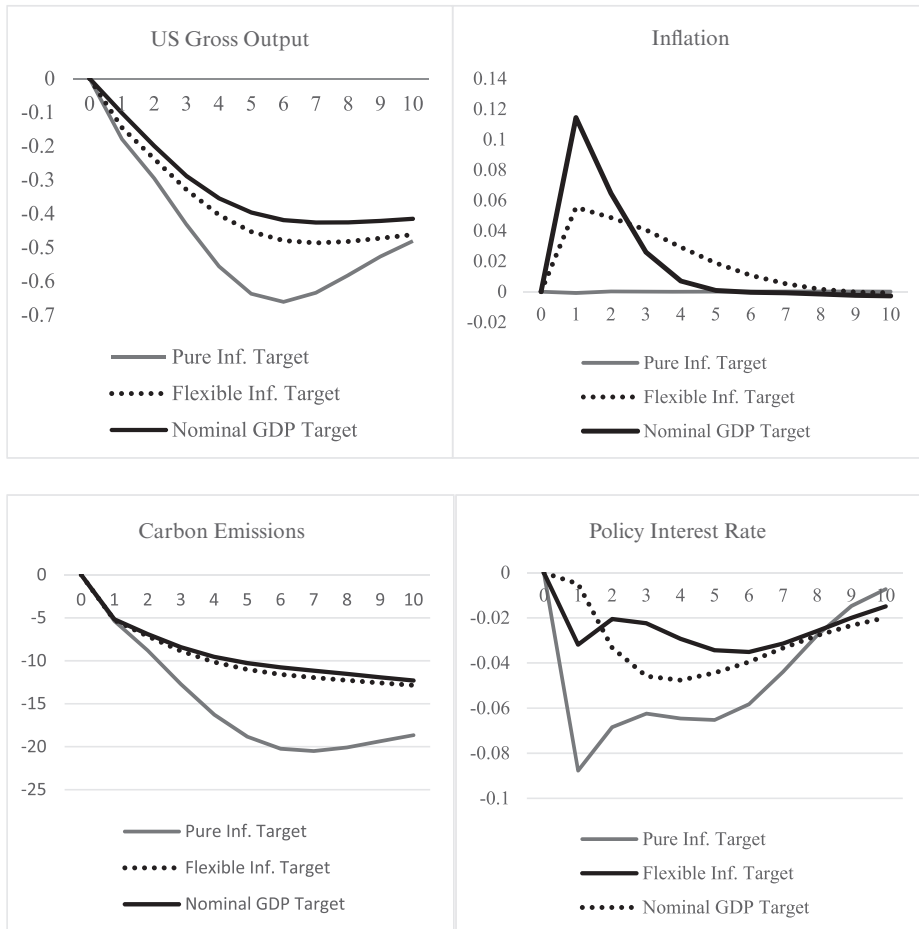 US Gross Output
0
-0.1
-0.2
-0.3
-0.4
-0.5
-0.6
-0.7
0 1 2 3 4 5 6 7 8 9 10
Pure Inf. Target
Flexible Inf. Target
Nominal GDP Target
Inflation
0.14
0.12
0.1
0.08
0.06
0.04
0.02
0
-0.02
0 1 2 3 4 5 6 7 8 9 10
Pure Inf. Target
Flexible Inf. Target
Nominal GDP Target
Carbon Emissions
0
-5
-10
-15
-20
-25
0 1 2 3 4 5 6 7 8 9 10
Pure Inf. Target
Flexible Inf. Target
Nominal GDP Target
Policy Interest Rate
0
-0.02
-0.04
-0.06
-0.08
-0.1
0 1 2 3 4 5 6 7 8 9 10
Pure Inf. Target
Flexible Inf. Target
Nominal GDP Target